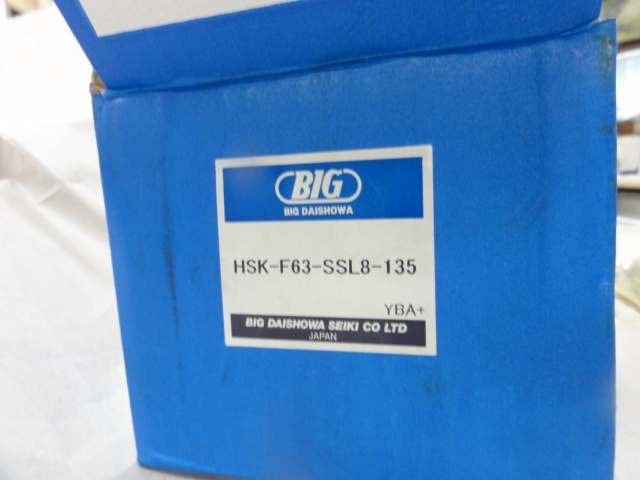 BIG
BIG DAISHOWA
HSK-F63-SSL8-135
YBA+
BIG DAISHOWA SEIKI CO LTD
JAPAN